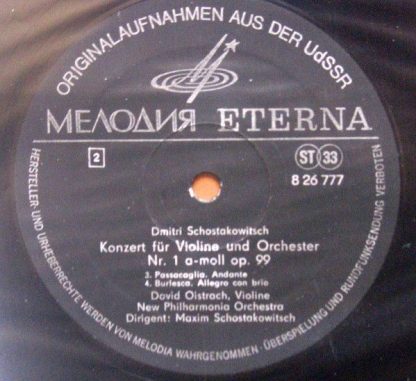 ORIGINALAUFNAHMEN AUS DER UdSSR
МЕЛОДИЯ ETERNA
2
ST 33
8 26 777
Dmitri Schostakowitsch
Konzert für Violine und Orchester
Nr. 1 a-moll op. 99
3. Passacaglia. Andante
4. Burlesca. Allegro con brio
David Oistrach, Violine
New Philharmonia Orchestra
Dirigent: Maxim Schostakowitsch
HERSTELLER UND URHEBERRECHTE WERDEN VON MELODIA WAHRGENOMMEN · ÜBERSPIELUNG UND RUNDFUNKSENDUNG VERBOTEN